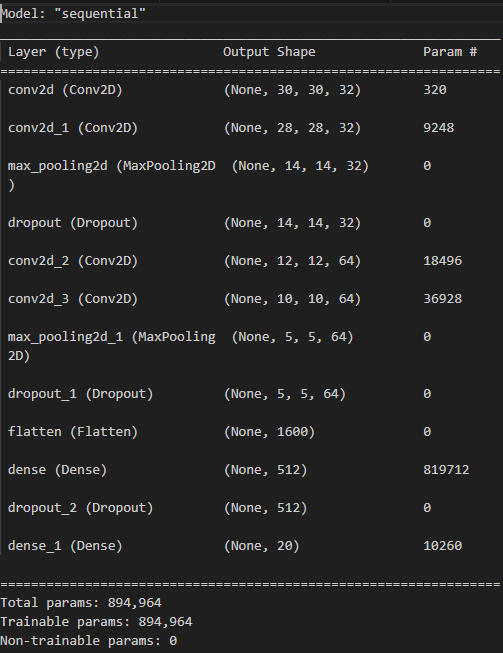 Model: "sequential"
_________________________________________________________________
Layer (type) Output Shape Param #
=================================================================
conv2d (Conv2D) (None, 30, 30, 32) 320
conv2d_1 (Conv2D) (None, 28, 28, 32) 9248
max_pooling2d (MaxPooling2D (None, 14, 14, 32) 0
)
dropout (Dropout) (None, 14, 14, 32) 0
conv2d_2 (Conv2D) (None, 12, 12, 64) 18496
conv2d_3 (Conv2D) (None, 10, 10, 64) 36928
max_pooling2d_1 (MaxPooling (None, 5, 5, 64) 0
2D)
dropout_1 (Dropout) (None, 5, 5, 64) 0
flatten (Flatten) (None, 1600) 0
dense (Dense) (None, 512) 819712
dropout_2 (Dropout) (None, 512) 0
dense_1 (Dense) (None, 20) 10260
=================================================================
Total params: 894,964
Trainable params: 894,964
Non-trainable params: 0